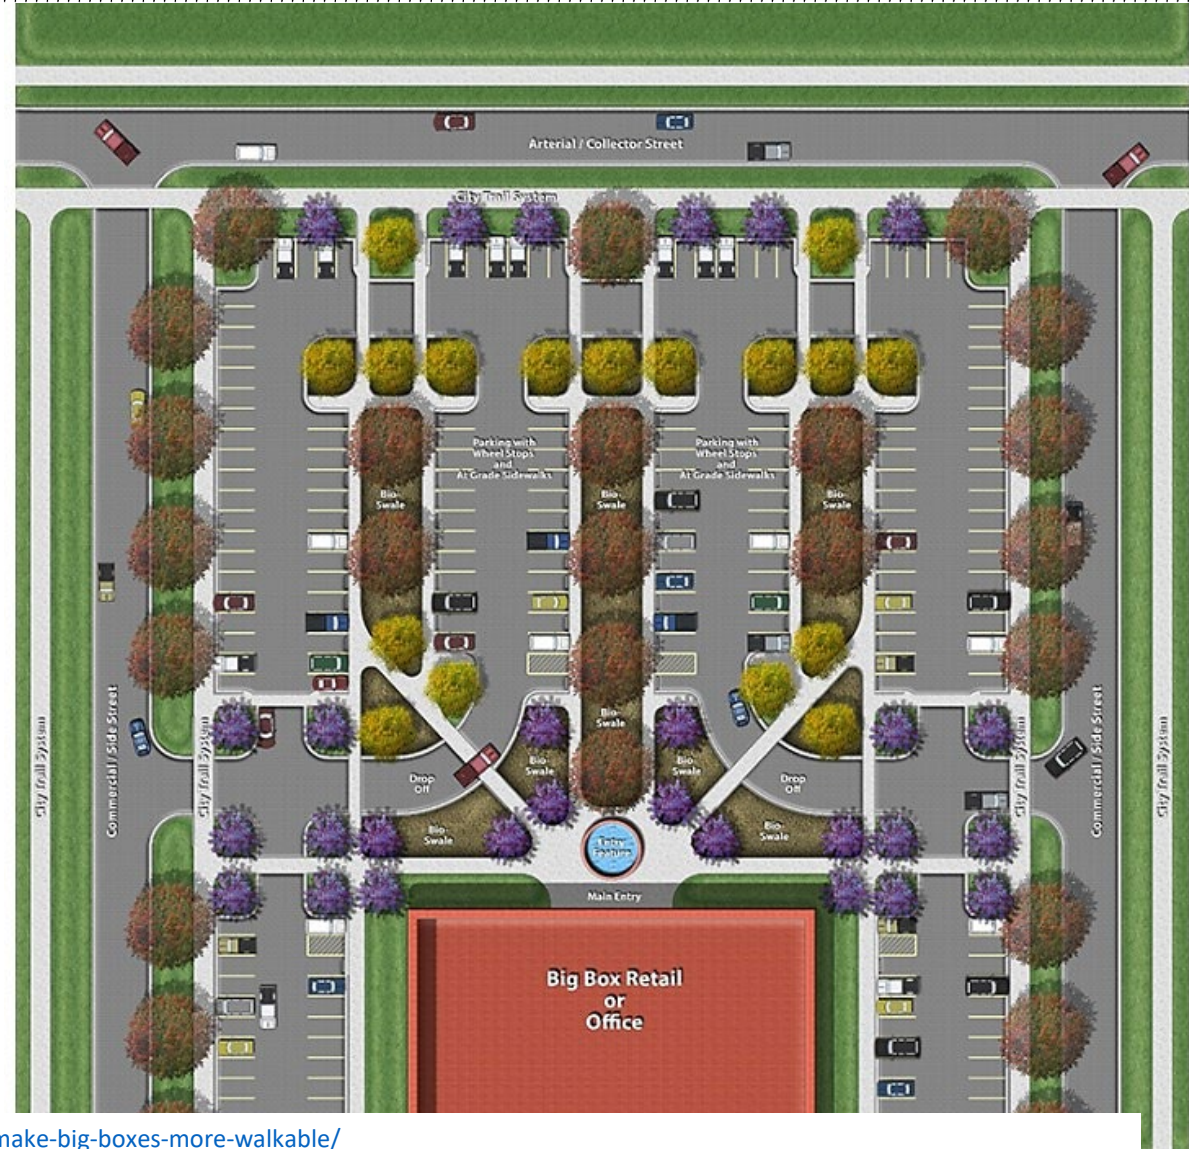 Arterial / Collector Street
City Trail System
Parking with
Wheel Stops
and
At Grade Sidewalks
Parking with
Wheel Stops
and
At Grade Sidewalks
Bio-
Swale
Bio-
Swale
Bio-
Swale
City Trail System
Commercial / Side Street
City Trail System
Bio-
Swale
Bio-
Swale
Bio-
Swale
Drop
Off
Drop
Off
Bio-
Swale
Bio-
Swale
City Trail System
Commercial / Side Street
City Trail System
Entry
Feature
Main Entry
Big Box Retail
or
Office
make-big-boxes-more-walkable/